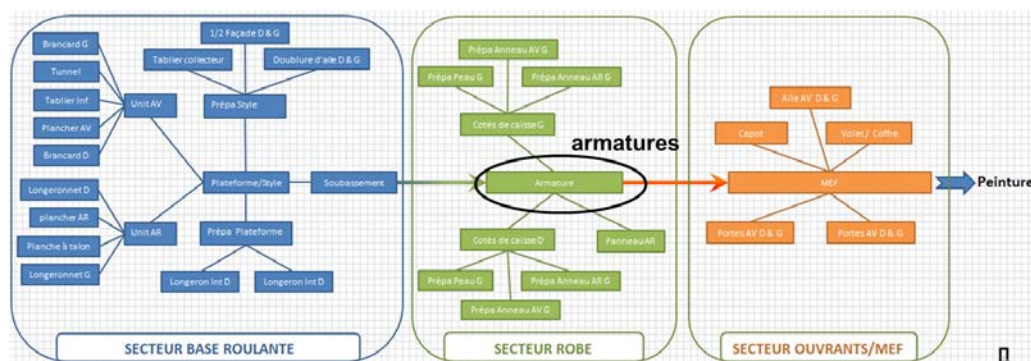 1/2 Façade D & G
Brancard G
Tablier collecteur
Doublure d'aile D & G
Tunnel
Unit AV
Tablier Inf
Prépa Style
Plancher AV
Brancard D
Longeronnet D
Plateforme/Style
Soubassement
plancher AR
Unit AR
Prépa Plateforme
Planche à talon
Longeronnet G
Longeron Int D
Longeron Int D
SECTEUR BASE ROULANTE
Prépa Anneau AV G
Prépa Peau G
Prépa Anneau AR G
Cotés de caisse G
armatures
Armature
Cotés de caisse D
Panneau AR
Prépa Peau G
Prépa Anneau AR G
Prépa Anneau AV G
SECTEUR ROBE
Aile AV D & G
Capot
Volet / Coffre
MEF
Peinture
Portes AV D & G
Portes AV D & G
SECTEUR OUVRANTS/MEF